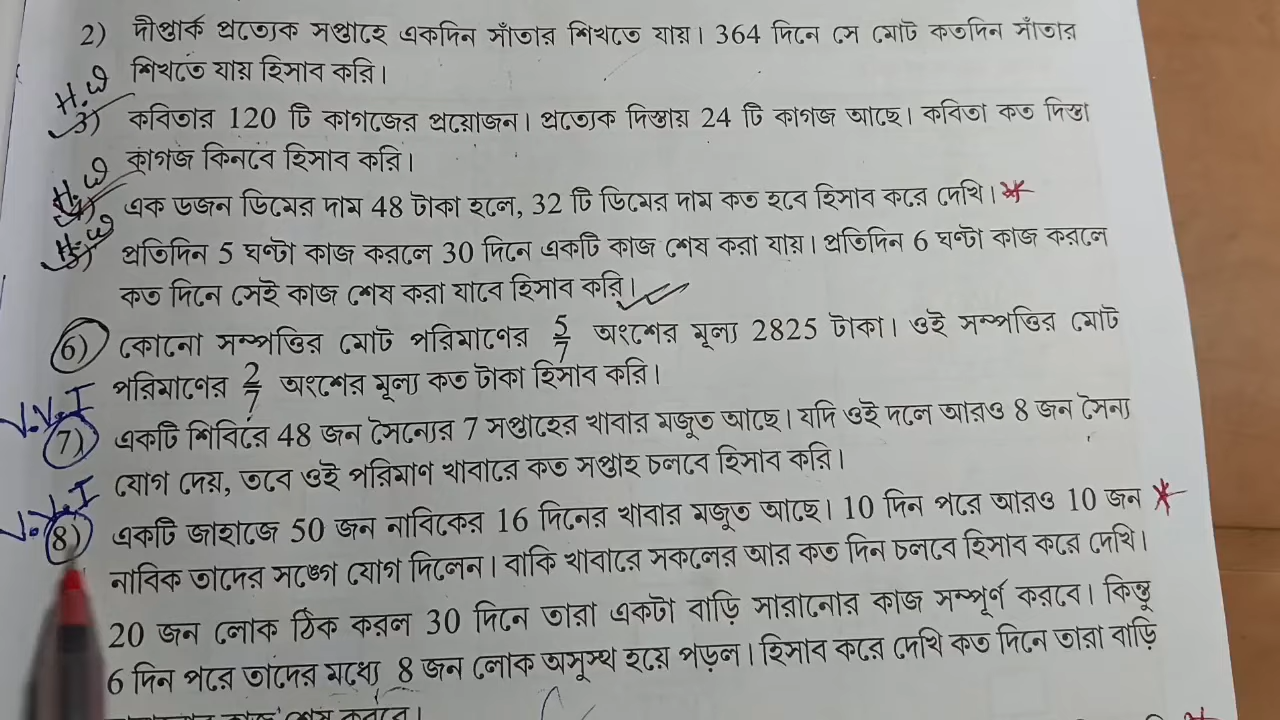 2) দীপ্তার্ক প্রত্যেক সপ্তাহে একদিন সাঁতার শিখতে যায়। 364 দিনে সে মোট কতদিন সাঁতার
শিখতে যায় হিসাব করি।
H.W
3) কবিতার 120 টি কাগজের প্রয়োজন। প্রত্যেক দিস্তায় 24 টি কাগজ আছে। কবিতা কত দিস্তা
কাগজ কিনবে হিসাব করি।
H.W
4) এক ডজন ডিমের দাম 48 টাকা হলে, 32 টি ডিমের দাম কত হবে হিসাব করে দেখি।
H.W
5) প্রতিদিন 5 ঘণ্টা কাজ করলে 30 দিনে একটি কাজ শেষ করা যায়। প্রতিদিন 6 ঘণ্টা কাজ করলে
কত দিনে সেই কাজ শেষ করা যাবে হিসাব করি।
6) কোনো সম্পত্তির মোট পরিমাণের 5/7 অংশের মূল্য 2825 টাকা। ওই সম্পত্তির মোট
পরিমাণের 2/7 অংশের মূল্য কত টাকা হিসাব করি।
V.V.I
7) একটি শিবিরে 48 জন সৈন্যের 7 সপ্তাহের খাবার মজুত আছে। যদি ওই দলে আরও 8 জন সৈন্য
যোগ দেয়, তবে ওই পরিমাণ খাবারে কত সপ্তাহ চলবে হিসাব করি।
V.V.I
8) একটি জাহাজে 50 জন নাবিকের 16 দিনের খাবার মজুত আছে। 10 দিন পরে আরও 10 জন
নাবিক তাদের সঙ্গে যোগ দিলেন। বাকি খাবারে সকলের আর কত দিন চলবে হিসাব করে দেখি।
20 জন লোক ঠিক করল 30 দিনে তারা একটা বাড়ি সারানোর কাজ সম্পূর্ণ করবে। কিন্তু
6 দিন পরে তাদের মধ্যে 8 জন লোক অসুস্থ হয়ে পড়ল। হিসাব করে দেখি কত দিনে তারা বাড়ি
কাজ শেষ করবে।